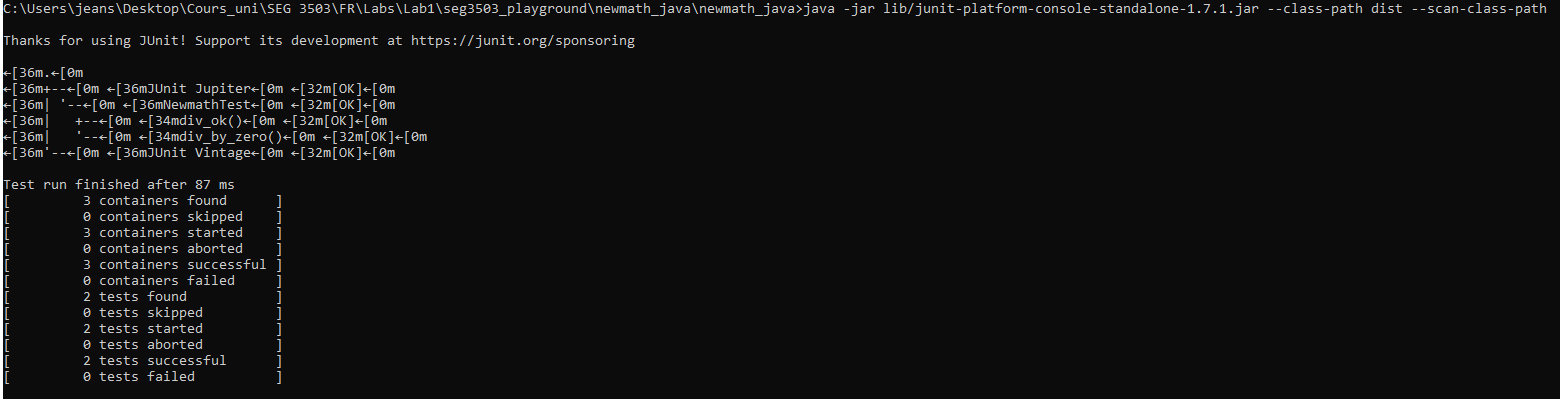 C:\Users\jeans\Desktop\Cours_uni\SEG 3503\FR\Labs\Lab1\seg3503_playground\newmath_java\newmath_java>java -jar lib/junit-platform-console-standalone-1.7.1.jar --class-path dist --scan-class-path
Thanks for using JUnit! Support its development at https://junit.org/sponsoring
←[36m.←[0m
←[36m+--←[0m ←[36mJUnit Jupiter←[0m ←[32m[OK]←[0m
←[36m| '--←[0m ←[36mNewmathTest←[0m ←[32m[OK]←[0m
←[36m|   +--←[0m ←[34mdiv_ok()←[0m ←[32m[OK]←[0m
←[36m|   '--←[0m ←[34mdiv_by_zero()←[0m ←[32m[OK]←[0m
←[36m'--←[0m ←[36mJUnit Vintage←[0m ←[32m[OK]←[0m
Test run finished after 87 ms
[         3 containers found      ]
[         0 containers skipped    ]
[         3 containers started    ]
[         0 containers aborted    ]
[         3 containers successful ]
[         0 containers failed     ]
[         2 tests found           ]
[         0 tests skipped         ]
[         2 tests started         ]
[         0 tests aborted         ]
[         2 tests successful      ]
[         0 tests failed          ]